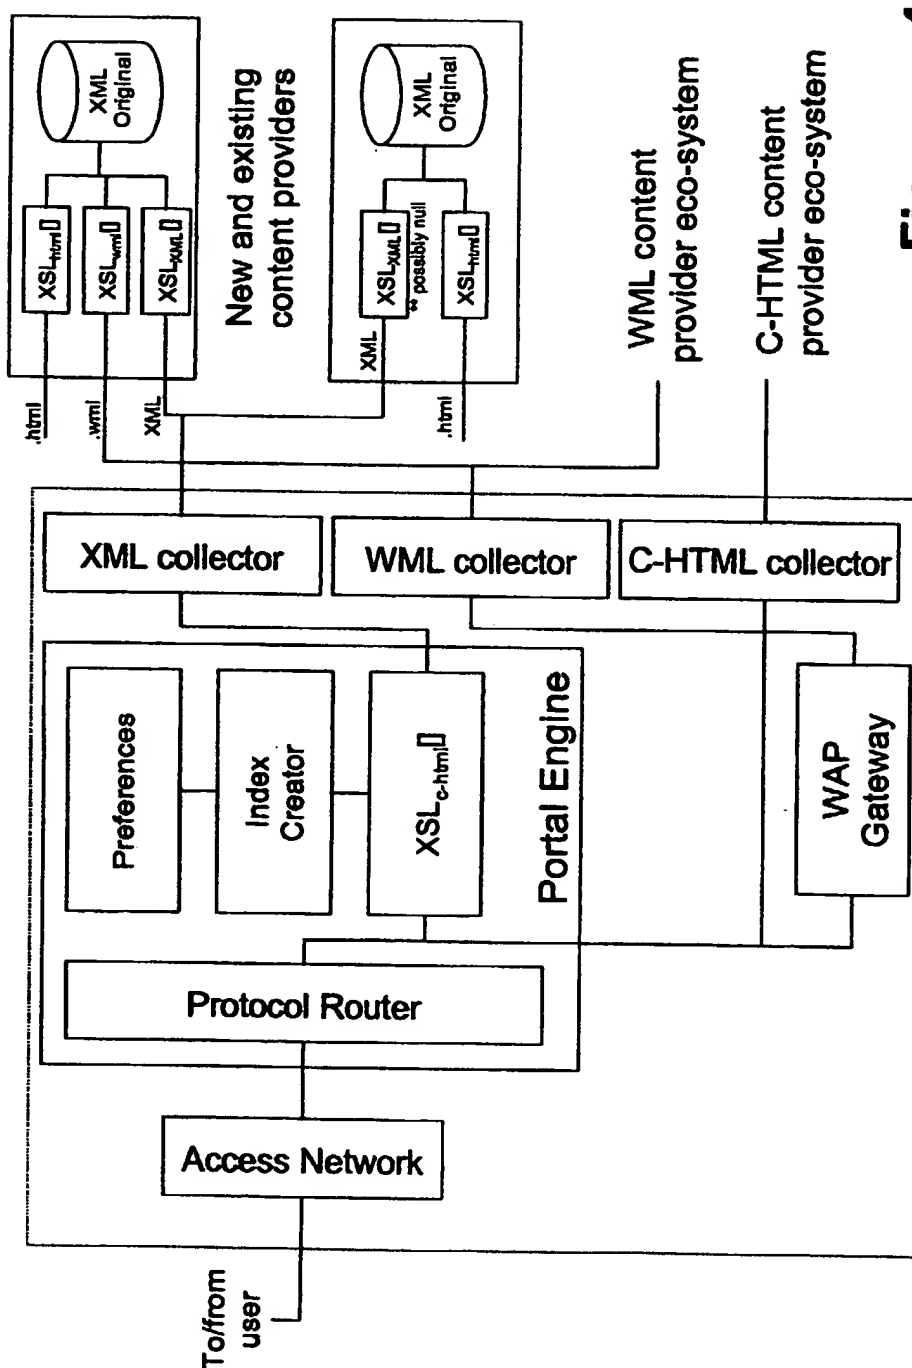 XML
Original
XSLhtml[]
XSLwml[]
XSLXML[]
.html
.wml
XML
New and existing
content providers
XML
Original
XSLXML[]
** possibly null
XSLhtml[]
XML
.html
WML content
provider eco-system
C-HTML content
provider eco-system
XML collector
WML collector
C-HTML collector
Preferences
Index
Creator
XSLc-html[]
Portal Engine
WAP
Gateway
Protocol Router
Access Network
To/from
user